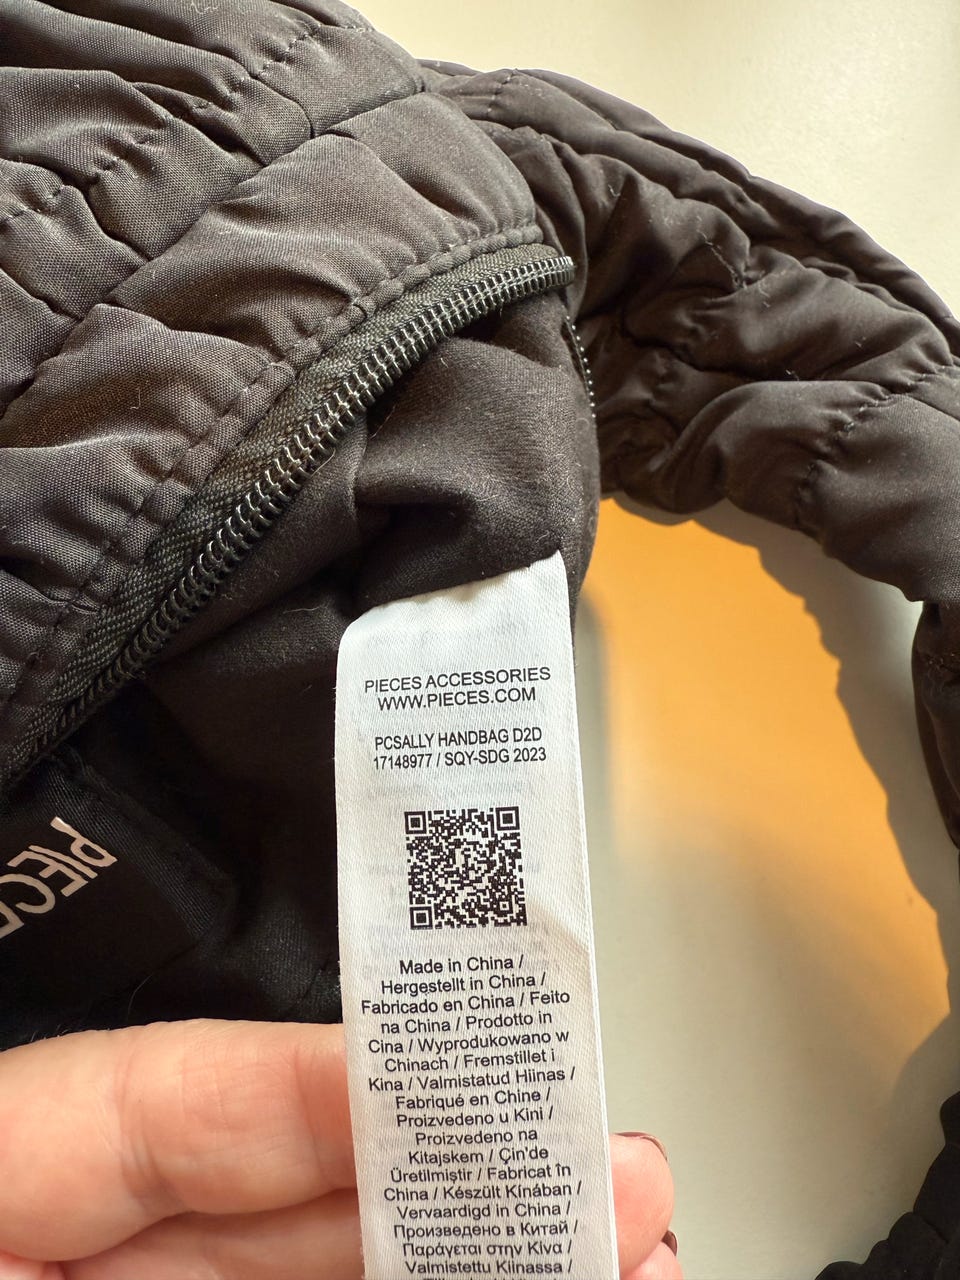 PIECES ACCESSORIES
WWW.PIECES.COM
PCSALLY HANDBAG D2D
17148977 / SQY-SDG 2023
Made in China /
Hergestellt in China /
Fabricado en China / Feito
na China / Prodotto in
Cina / Wyprodukowano w
Chinach / Fremstillet i
Kina / Valmistatud Hiinas /
Fabriqué en Chine /
Proizvedeno u Kini /
Proizvedeno na
Kitajskem / Çin'de
Üretilmiştir / Fabricat în
China / Készült Kínában /
Vervaardigd in China /
Произведено в Китай /
Παράγεται στην Κίνα /
Valmistettu Kiinassa /
PIECE